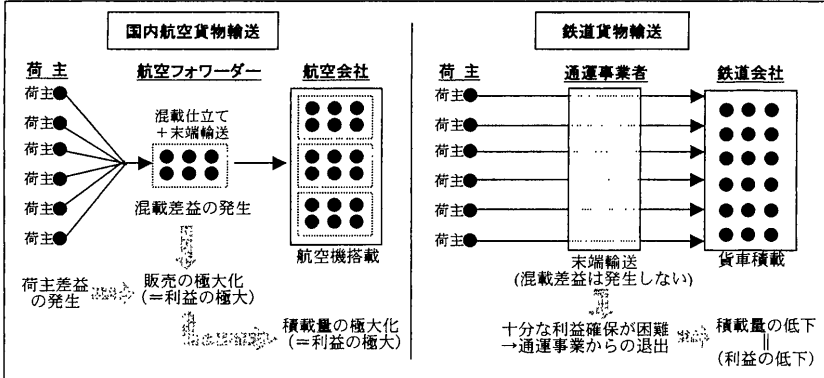 国内航空貨物輸送
荷 主
航空フォワーダー
航空会社
荷主
荷主
荷主
荷主
荷主
荷主
混載仕立て
＋末端輸送
混載差益の発生
航空機搭載
荷主差益
の発生
販売の極大化
(＝利益の極大)
積載量の極大化
(＝利益の極大)
鉄道貨物輸送
荷 主
通運事業者
鉄道会社
荷主
荷主
荷主
荷主
荷主
荷主
末端輸送
(混載差益は発生しない)
貨車積載
十分な利益確保が困難
→通運事業からの退出
積載量の低下
||
(利益の低下)